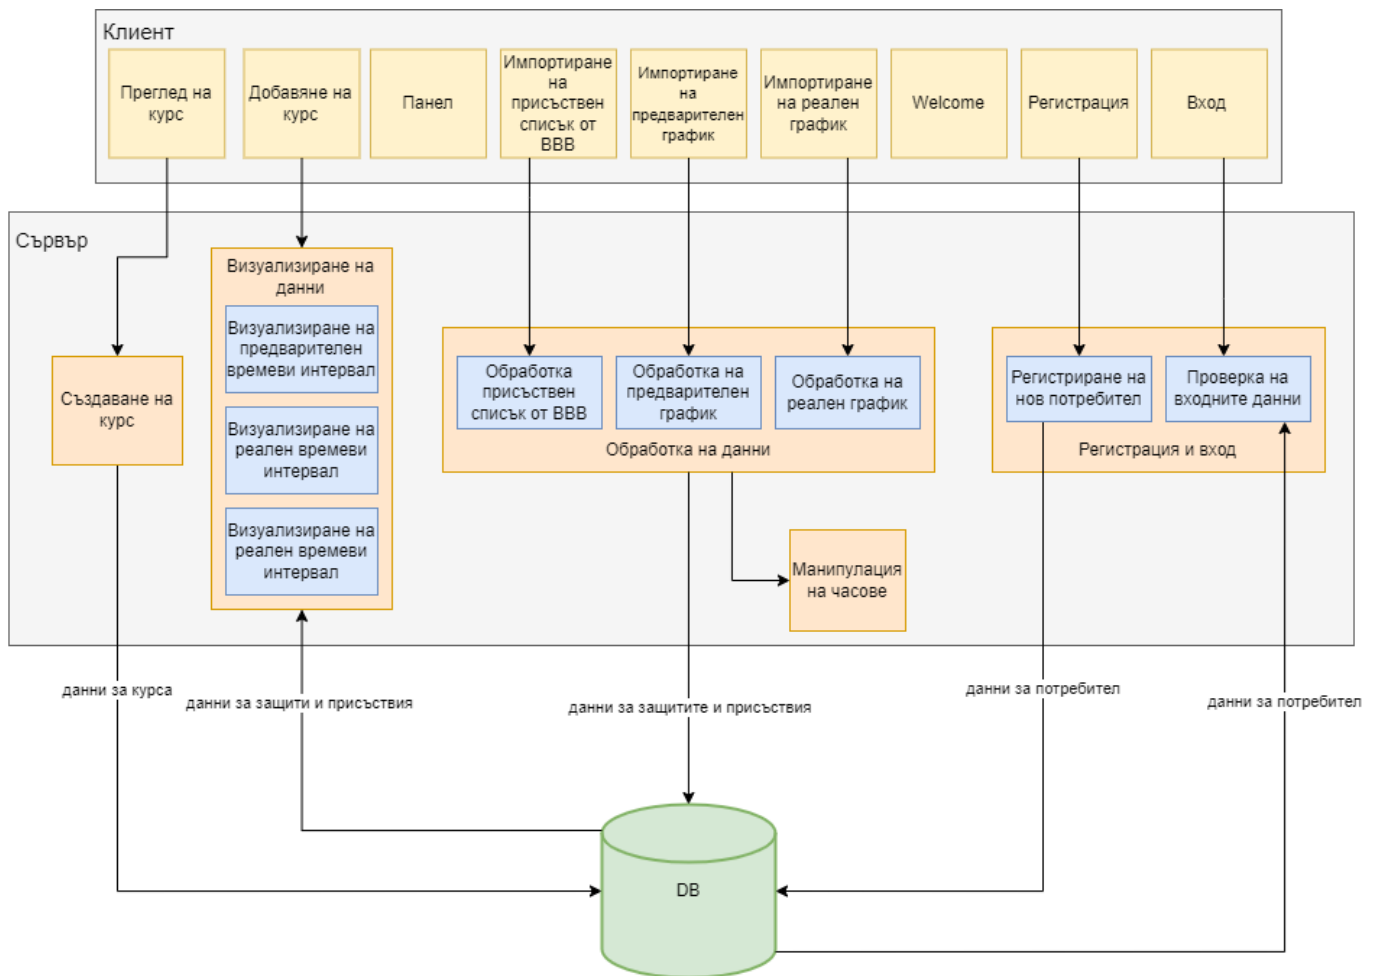 Клиент
Преглед на
курс
Добавяне на
курс
Панел
Импортиране
на
присъствен
списък от
BBB
Импортиране
на
предварителен
график
Импортиране
на реален
график
Welcome
Регистрация
Вход
Сървър
Визуализиране на
данни
Визуализиране на
предварителен
времеви интервал
Визуализиране на
реален времеви
интервал
Визуализиране на
реален времеви
интервал
Създаване на
курс
Обработка
присъствен
списък от BBB
Обработка на
предварителен
график
Обработка на
реален график
Обработка на данни
Регистриране на
нов потребител
Проверка на
входните данни
Регистрация и вход
Манипулация
на часове
данни за курса
данни за защити и присъствия
данни за защитите и присъствия
данни за потребител
данни за потребител
DB